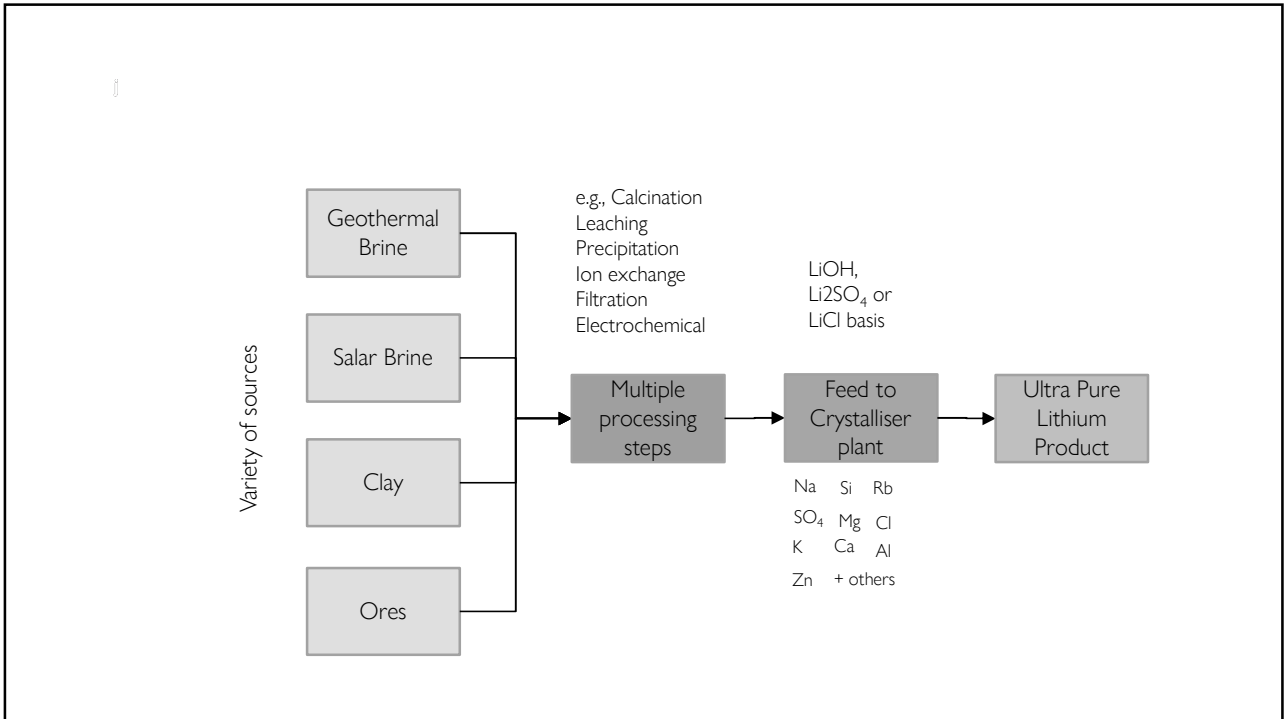 Variety of sources
Geothermal
Brine
Salar Brine
Clay
Ores
e.g., Calcination
Leaching
Precipitation
Ion exchange
Filtration
Electrochemical
Multiple
processing
steps
LiOH,
Li2SO₄ or
LiCl basis
Feed to
Crystalliser
plant
Na Si Rb
SO₄ Mg Cl
K Ca Al
Zn + others
Ultra Pure
Lithium
Product